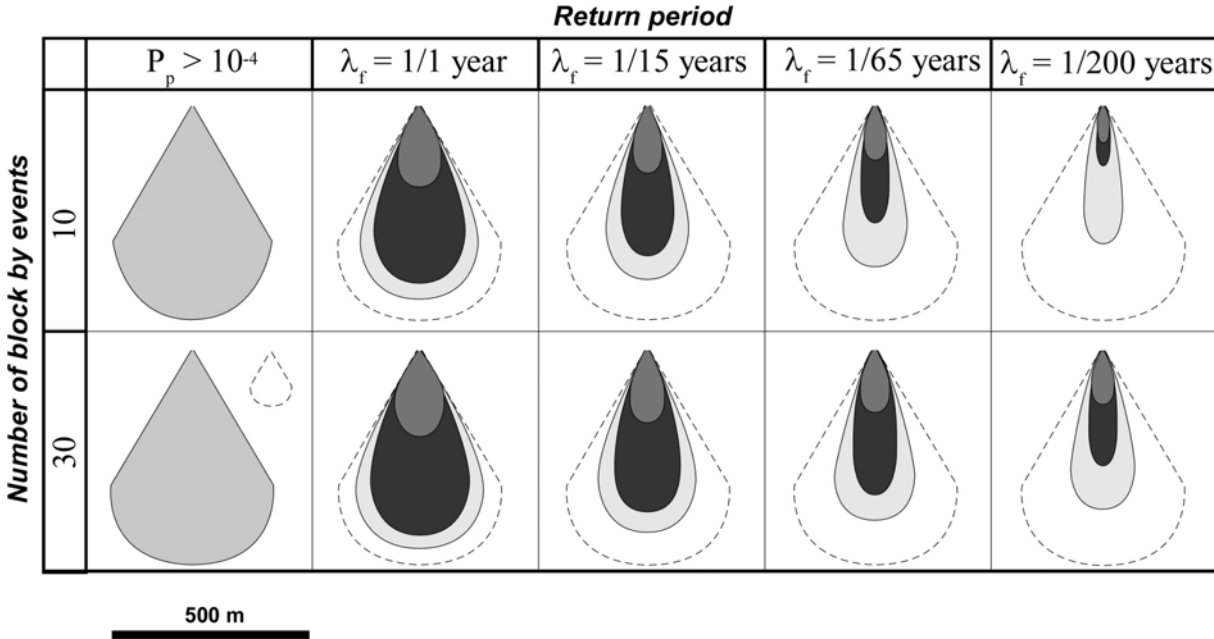 Return period
P_p > 10^-4
λ_f = 1/1 year
λ_f = 1/15 years
λ_f = 1/65 years
λ_f = 1/200 years
Number of block by events
10
30
500 m